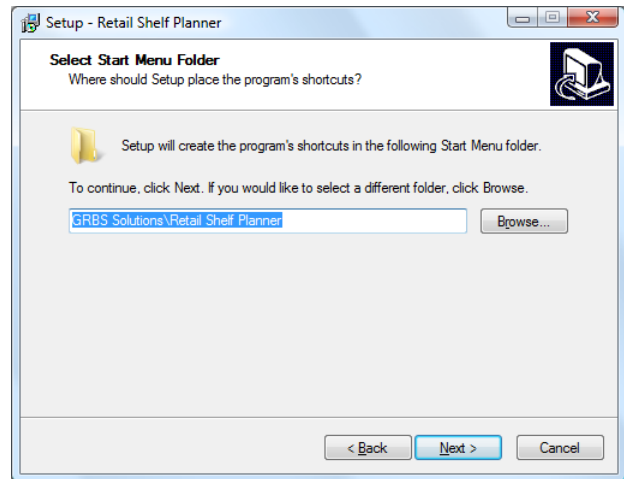 Setup - Retail Shelf Planner
Select Start Menu Folder
Where should Setup place the program's shortcuts?
Setup will create the program's shortcuts in the following Start Menu folder.
To continue, click Next. If you would like to select a different folder, click Browse.
GRBS Solutions\Retail Shelf Planner
Browse...
< Back
Next >
Cancel